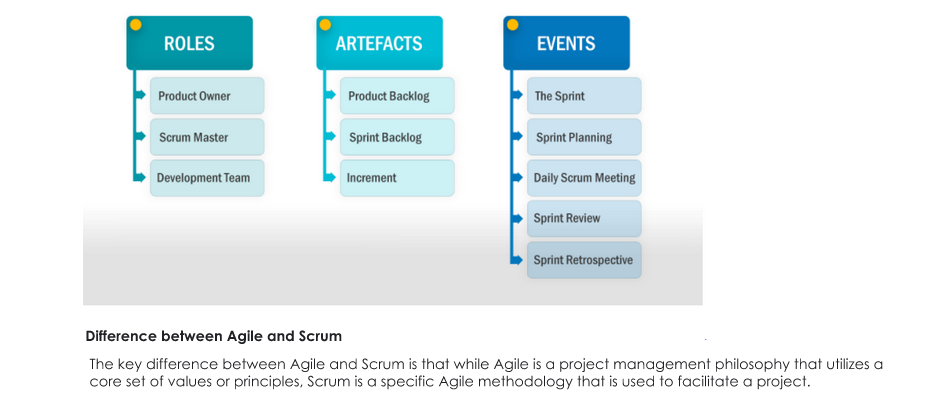 ROLES
Product Owner
Scrum Master
Development Team
ARTEFACTS
Product Backlog
Sprint Backlog
Increment
EVENTS
The Sprint
Sprint Planning
Daily Scrum Meeting
Sprint Review
Sprint Retrospective
Difference between Agile and Scrum
The key difference between Agile and Scrum is that while Agile is a project management philosophy that utilizes a
core set of values or principles, Scrum is a specific Agile methodology that is used to facilitate a project.